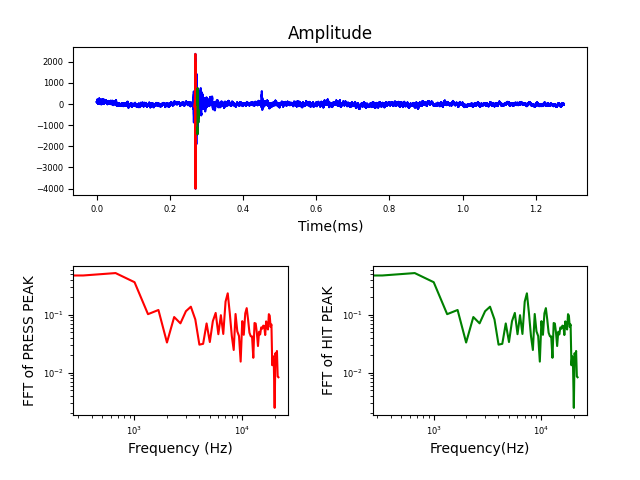 Amplitude
2000
1000
0
−1000
−2000
−3000
−4000
0.0 0.2 0.4 0.6 0.8 1.0 1.2
Time(ms)
FFT of PRESS PEAK
10⁻¹
10⁻²
10³ 10⁴
Frequency (Hz)
FFT of HIT PEAK
10⁻¹
10⁻²
10³ 10⁴
Frequency(Hz)